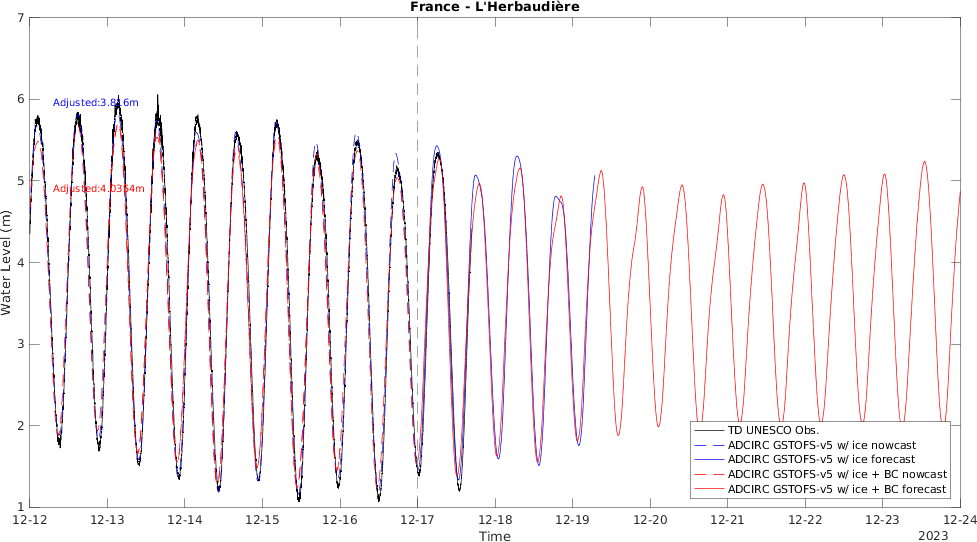 France - L'Herbaudière
7
6
5
4
3
2
1
Water Level (m)
Adjusted:3.816m
Adjusted:4.0354m
TD UNESCO Obs.
ADCIRC GSTOFS-v5 w/ ice nowcast
ADCIRC GSTOFS-v5 w/ ice forecast
ADCIRC GSTOFS-v5 w/ ice + BC nowcast
ADCIRC GSTOFS-v5 w/ ice + BC forecast
12-12 12-13 12-14 12-15 12-16 12-17 12-18 12-19 12-20 12-21 12-22 12-23 12-24
Time
2023